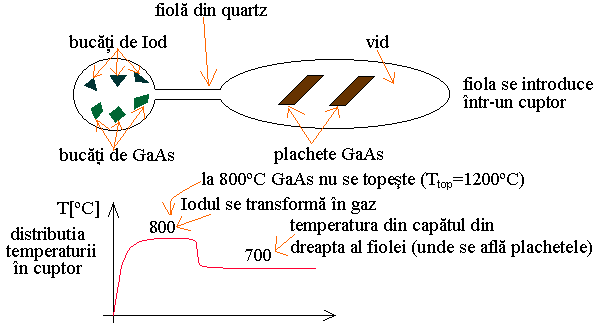 fiolă din quartz
bucăți de Iod
vid
fiola se introduce
într-un cuptor
bucăți de GaAs
plachete GaAs
la 800°C GaAs nu se topește (Ttop=1200°C)
Iodul se transformă în gaz
T[°C]
800
temperatura din capătul din
dreapta al fiolei (unde se află plachetele)
700
distributia
temperaturii
în cuptor